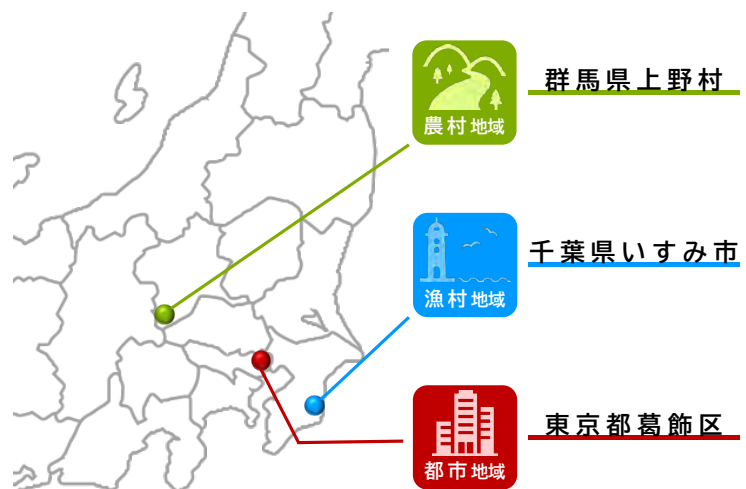 農村地域
群馬県上野村
漁村地域
千葉県いすみ市
都市地域
東京都葛飾区